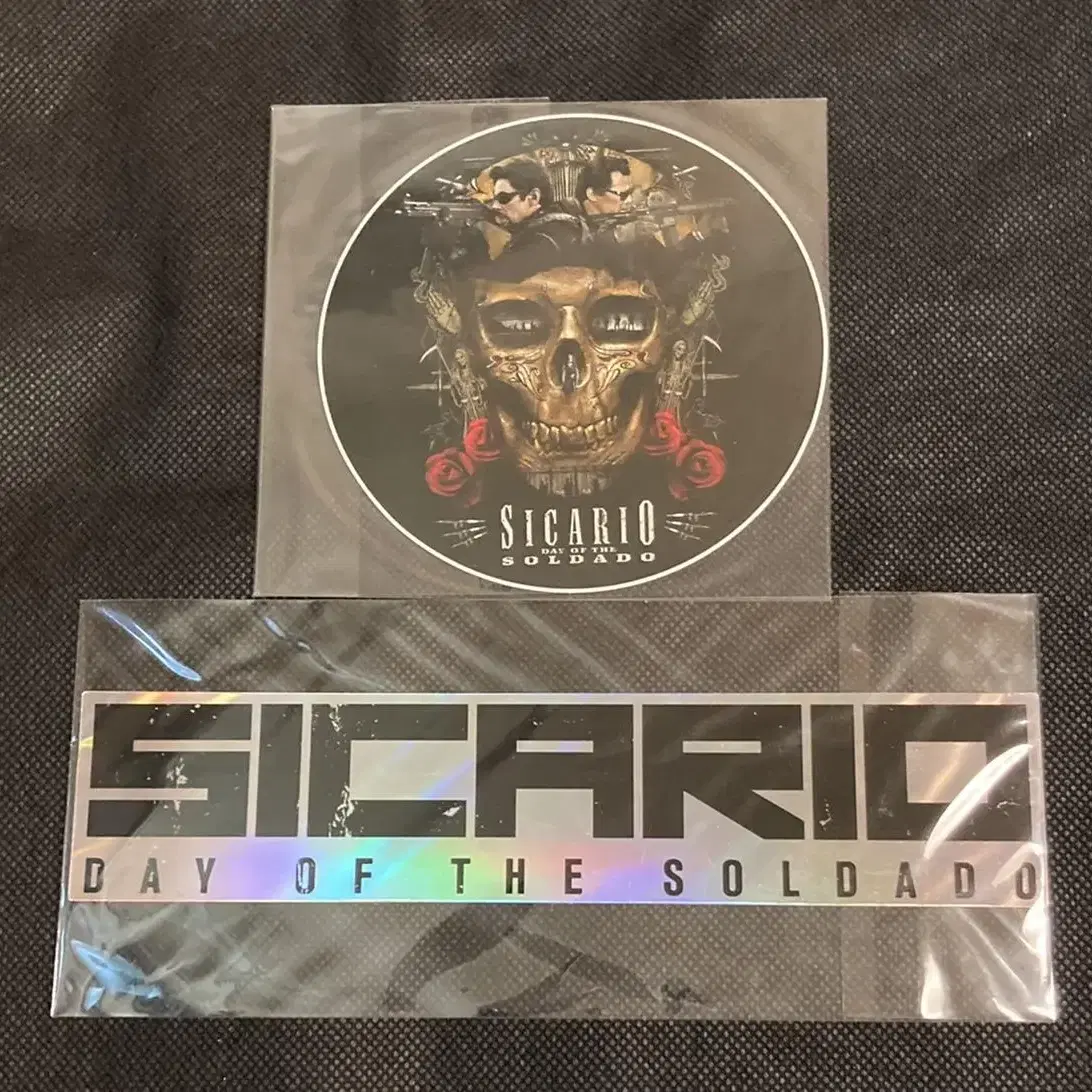 SICARIO
DAY OF THE
SOLDADO
SICARIO
DAY OF THE SOLDADO